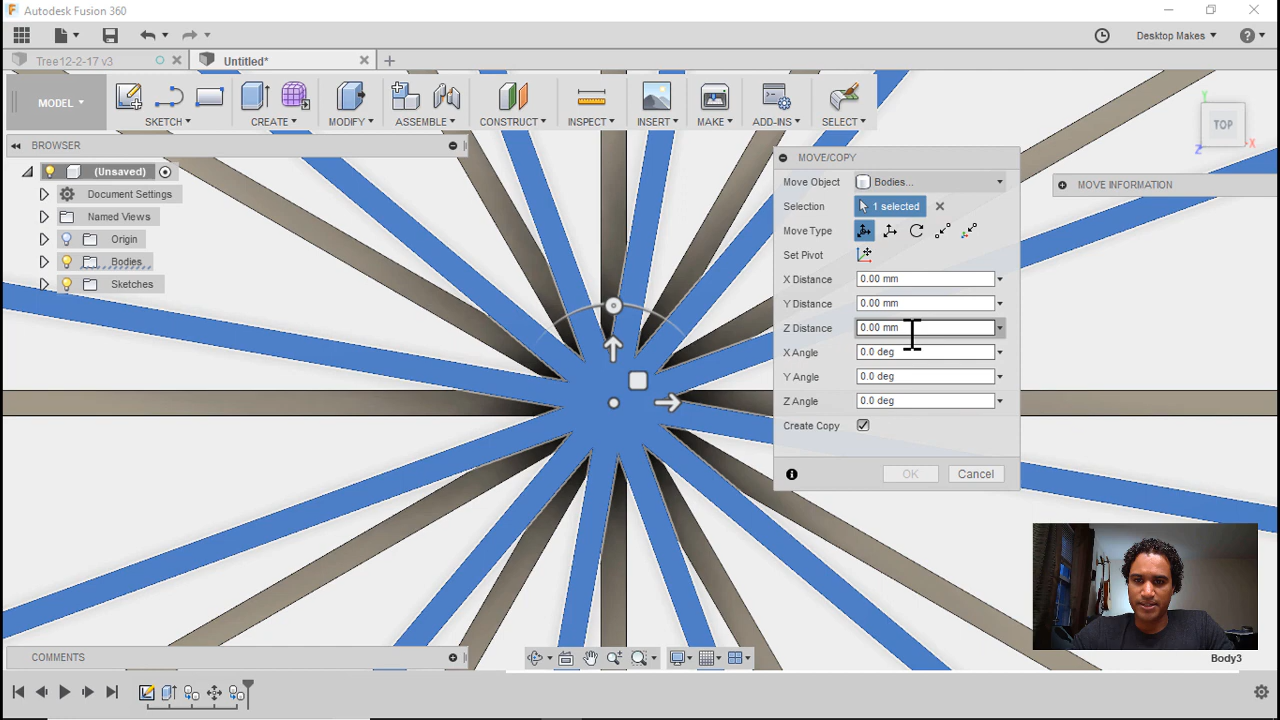 Autodesk Fusion 360
Desktop Makes
Tree12-2-17 v3
Untitled*
MODEL
SKETCH
CREATE
MODIFY
ASSEMBLE
CONSTRUCT
INSPECT
INSERT
MAKE
ADD-INS
SELECT
TOP
Y
Z
X
BROWSER
(Unsaved)
Document Settings
Named Views
Origin
Bodies
Sketches
MOVE/COPY
MOVE INFORMATION
Move Object Bodies...
Selection 1 selected
Move Type
Set Pivot
X Distance 0.00 mm
Y Distance 0.00 mm
Z Distance 0.00 mm
X Angle 0.0 deg
Y Angle 0.0 deg
Z Angle 0.0 deg
Create Copy
OK Cancel
COMMENTS
Body3